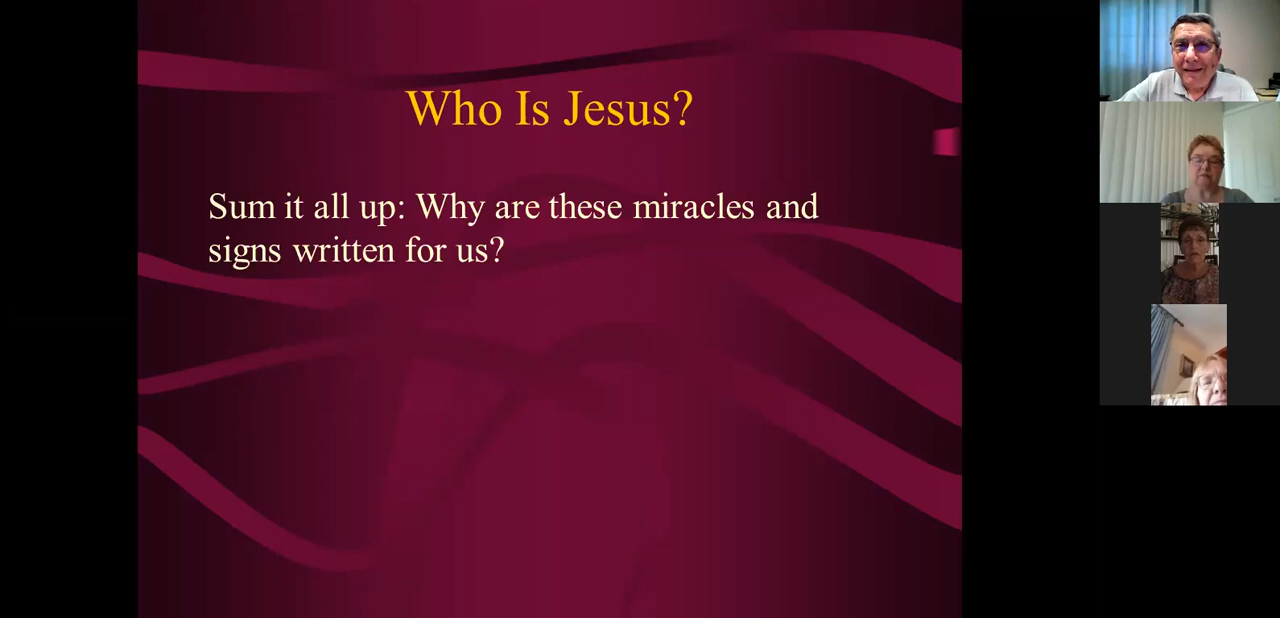 Who Is Jesus?
Sum it all up: Why are these miracles and
signs written for us?